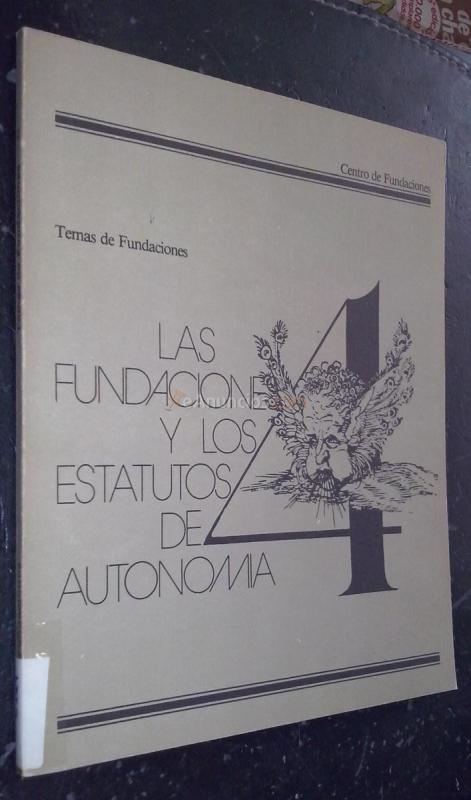 Centro de Fundaciones
Temas de Fundaciones
LAS
FUNDACIONES
Y LOS
ESTATUTOS
DE
AUTONOMIA
4